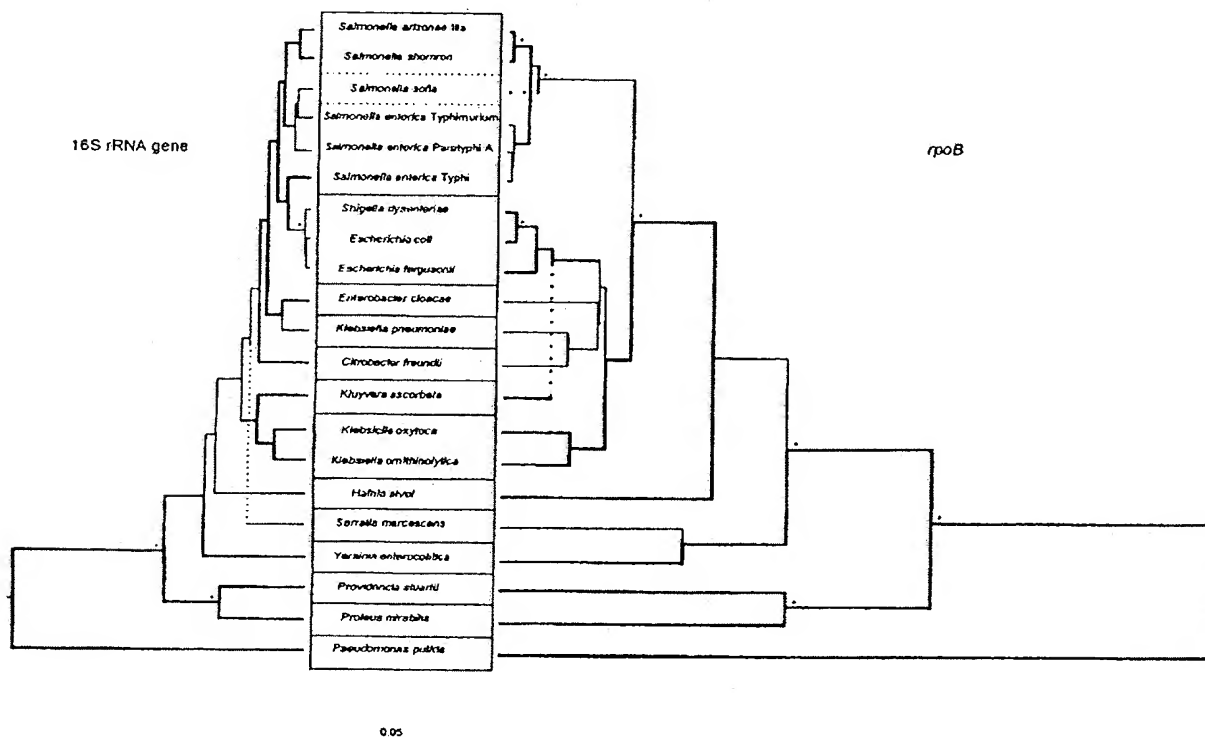 Salmonella arizonae IIIa
Salmonella shomron
Salmonella sofia
Salmonella enterica Typhimurium
16S rRNA gene
Salmonella enterica Paratyphi A
rpoB
Salmonella enterica Typhi
Shigella dysenteriae
Escherichia coli
Escherichia fergusonii
Enterobacter cloacae
Klebsiella pneumoniae
Citrobacter freundii
Kluyvera ascorbata
Klebsiella oxytoca
Klebsiella ornithinolytica
Hafnia alvei
Serratia marcescens
Yersinia enterocolitica
Providencia stuartii
Proteus mirabilis
Pseudomonas putida
0.05